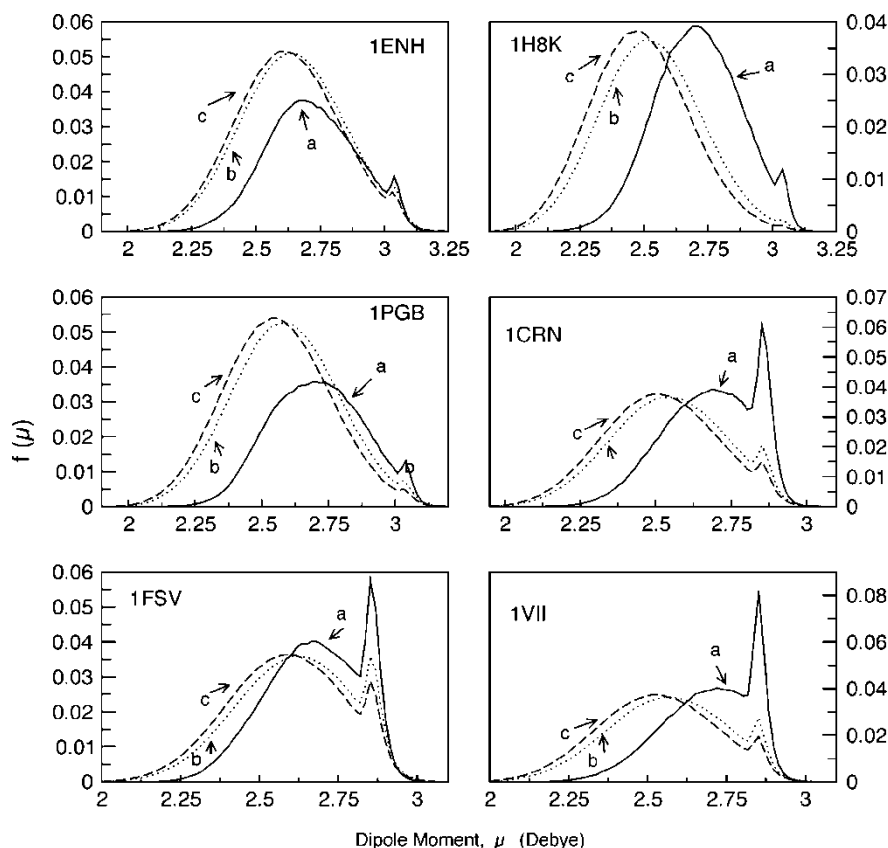 1ENH
0.06
0.05
0.04
0.03
0.02
0.01
0
a
b
c
2 2.25 2.5 2.75 3 3.25
1H8K
0.04
0.03
0.02
0.01
0
a
b
c
2 2.25 2.5 2.75 3 3.25
1PGB
0.06
0.05
0.04
0.03
0.02
0.01
0
a
b
c
b
2 2.25 2.5 2.75 3
1CRN
0.07
0.06
0.05
0.04
0.03
0.02
0.01
0
a
c
2 2.25 2.5 2.75 3
f (μ)
1FSV
0.06
0.05
0.04
0.03
0.02
0.01
0
a
b
c
2 2.25 2.5 2.75 3
1VII
0.08
0.06
0.04
0.02
0
a
b
c
2 2.25 2.5 2.75 3
Dipole Moment, μ (Debye)